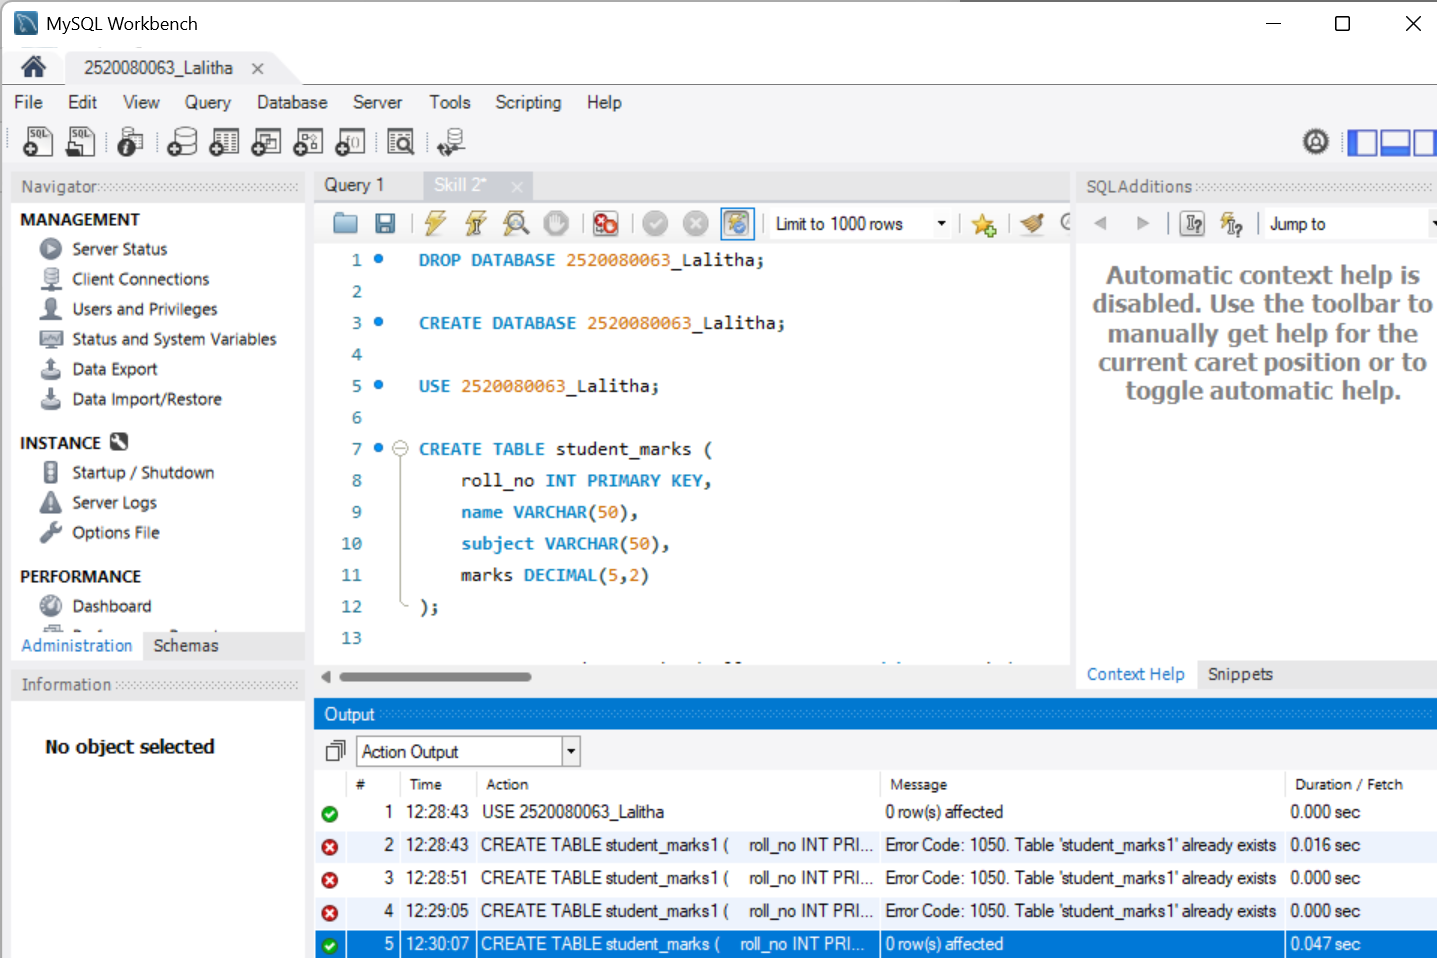 MySQL Workbench
2520080063_Lalitha
File Edit View Query Database Server Tools Scripting Help
Navigator
MANAGEMENT
Server Status
Client Connections
Users and Privileges
Status and System Variables
Data Export
Data Import/Restore
INSTANCE
Startup / Shutdown
Server Logs
Options File
PERFORMANCE
Dashboard
Administration Schemas
Information
No object selected
Query 1 Skill 2*
Limit to 1000 rows
1 DROP DATABASE 2520080063_Lalitha;
2
3 CREATE DATABASE 2520080063_Lalitha;
4
5 USE 2520080063_Lalitha;
6
7 CREATE TABLE student_marks (
8 roll_no INT PRIMARY KEY,
9 name VARCHAR(50),
10 subject VARCHAR(50),
11 marks DECIMAL(5,2)
12 );
13
SQLAdditions
Jump to
Automatic context help is
disabled. Use the toolbar to
manually get help for the
current caret position or to
toggle automatic help.
Context Help Snippets
Output
Action Output
# Time Action Message Duration / Fetch
1 12:28:43 USE 2520080063_Lalitha 0 row(s) affected 0.000 sec
2 12:28:43 CREATE TABLE student_marks1 ( roll_no INT PRI... Error Code: 1050. Table 'student_marks1' already exists 0.016 sec
3 12:28:51 CREATE TABLE student_marks1 ( roll_no INT PRI... Error Code: 1050. Table 'student_marks1' already exists 0.000 sec
4 12:29:05 CREATE TABLE student_marks1 ( roll_no INT PRI... Error Code: 1050. Table 'student_marks1' already exists 0.000 sec
5 12:30:07 CREATE TABLE student_marks ( roll_no INT PRI... 0 row(s) affected 0.047 sec